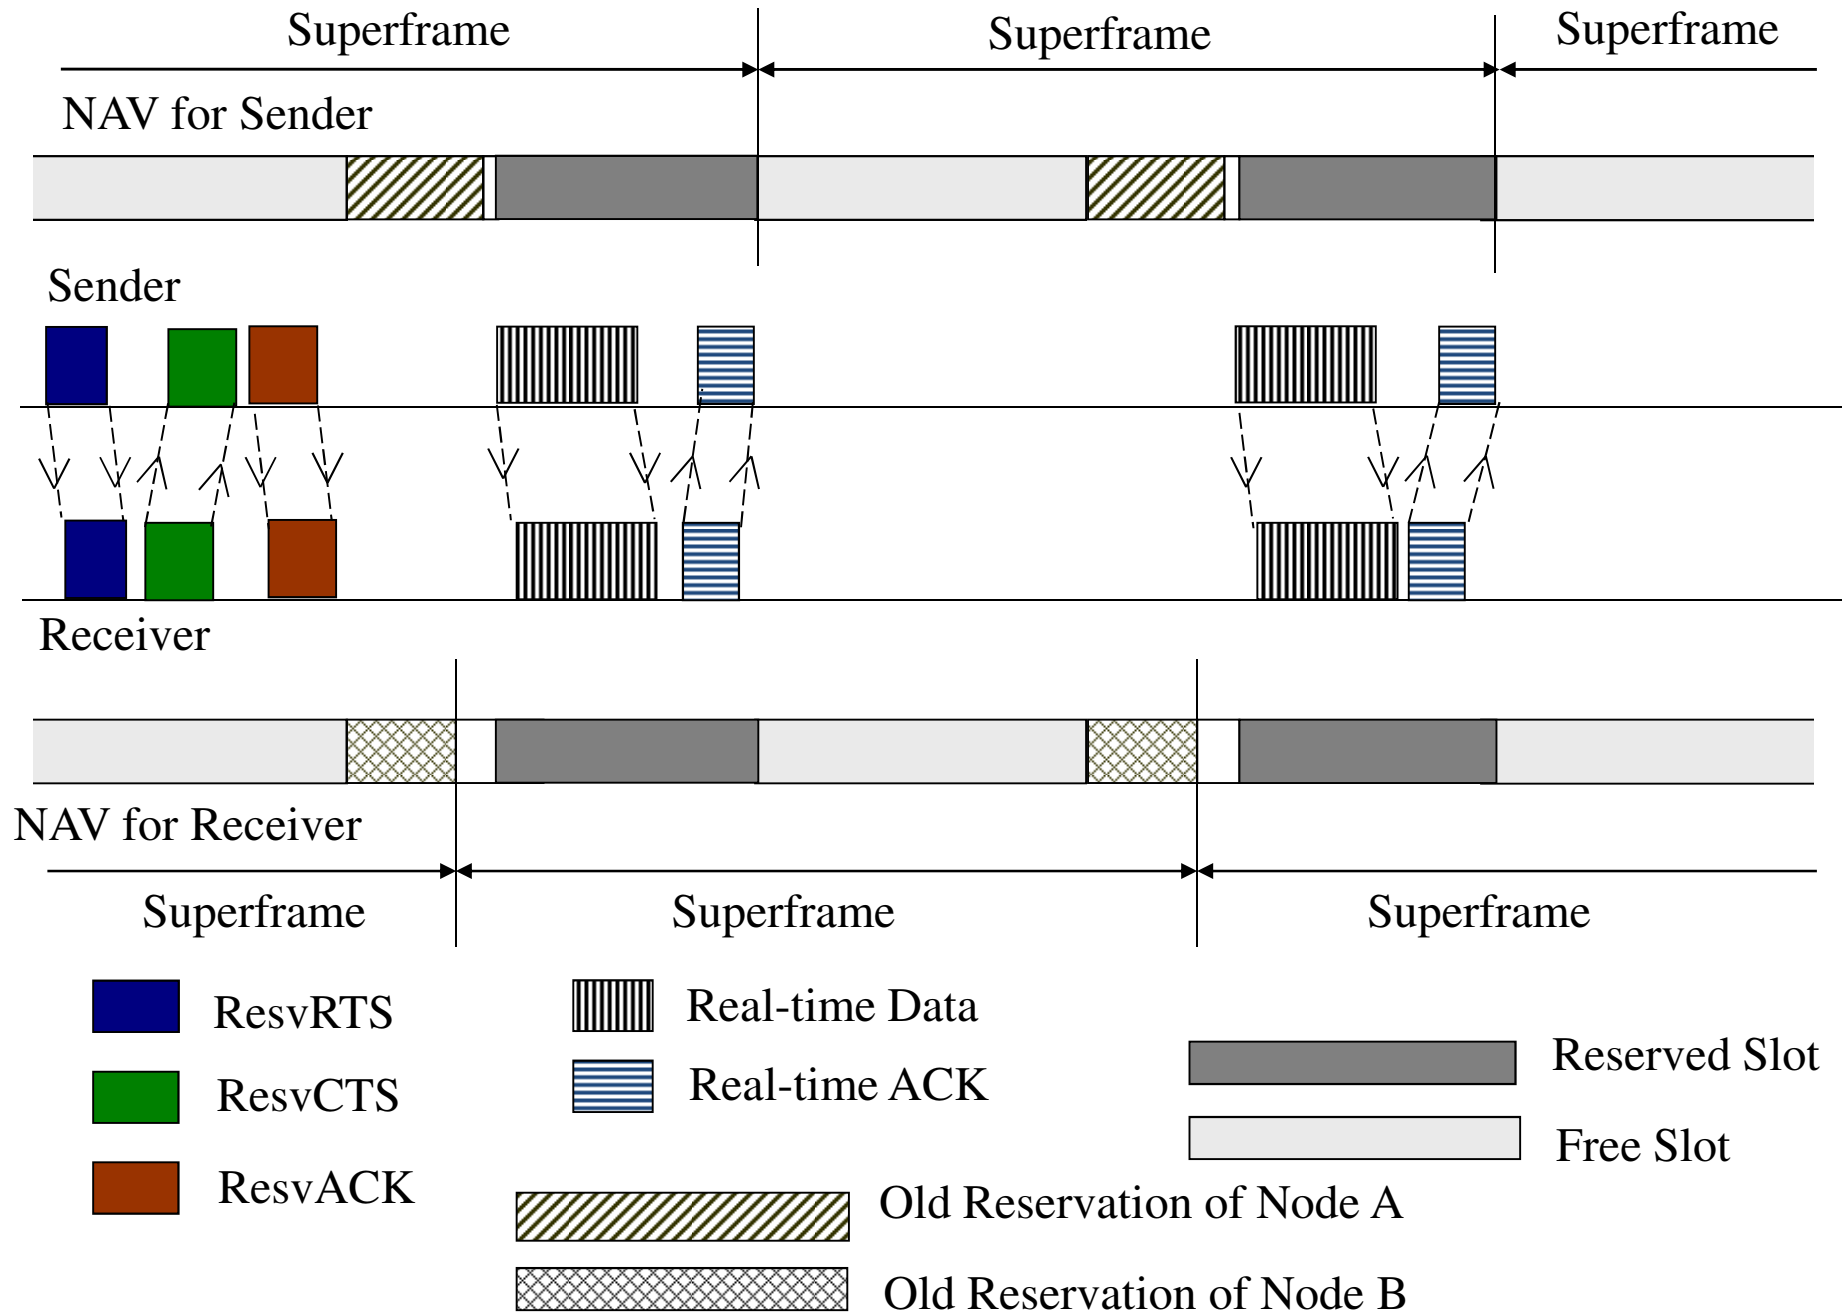 Superframe
Superframe
Superframe
NAV for Sender
Sender
Receiver
NAV for Receiver
Superframe
Superframe
Superframe
ResvRTS
ResvCTS
ResvACK
Real-time Data
Real-time ACK
Reserved Slot
Free Slot
Old Reservation of Node A
Old Reservation of Node B